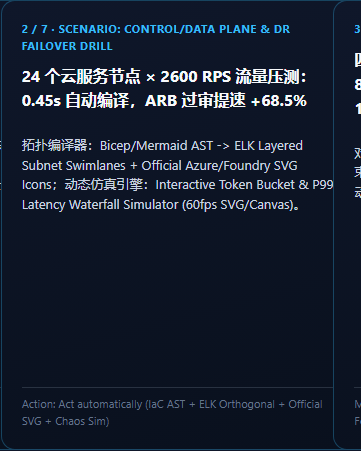 2 / 7 · SCENARIO: CONTROL/DATA PLANE & DR
FAILOVER DRILL
24 个云服务节点 × 2600 RPS 流量压测：
0.45s 自动编译，ARB 过审提速 +68.5%
拓扑编译器：Bicep/Mermaid AST -> ELK Layered
Subnet Swimlanes + Official Azure/Foundry SVG
Icons；动态仿真引擎：Interactive Token Bucket & P99
Latency Waterfall Simulator (60fps SVG/Canvas)。
Action: Act automatically (IaC AST + ELK Orthogonal + Official
SVG + Chaos Sim)
3